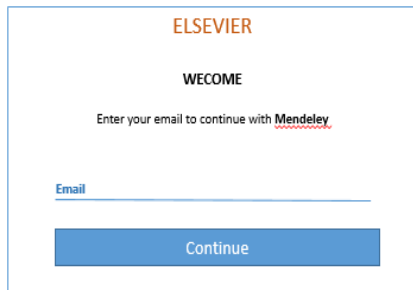 ELSEVIER
WECOME
Enter your email to continue with Mendeley
Email
Continue